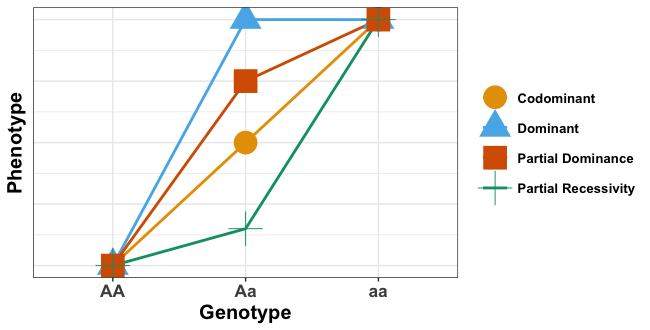 Phenotype
AA
Aa
aa
Genotype
Codominant
Dominant
Partial Dominance
Partial Recessivity